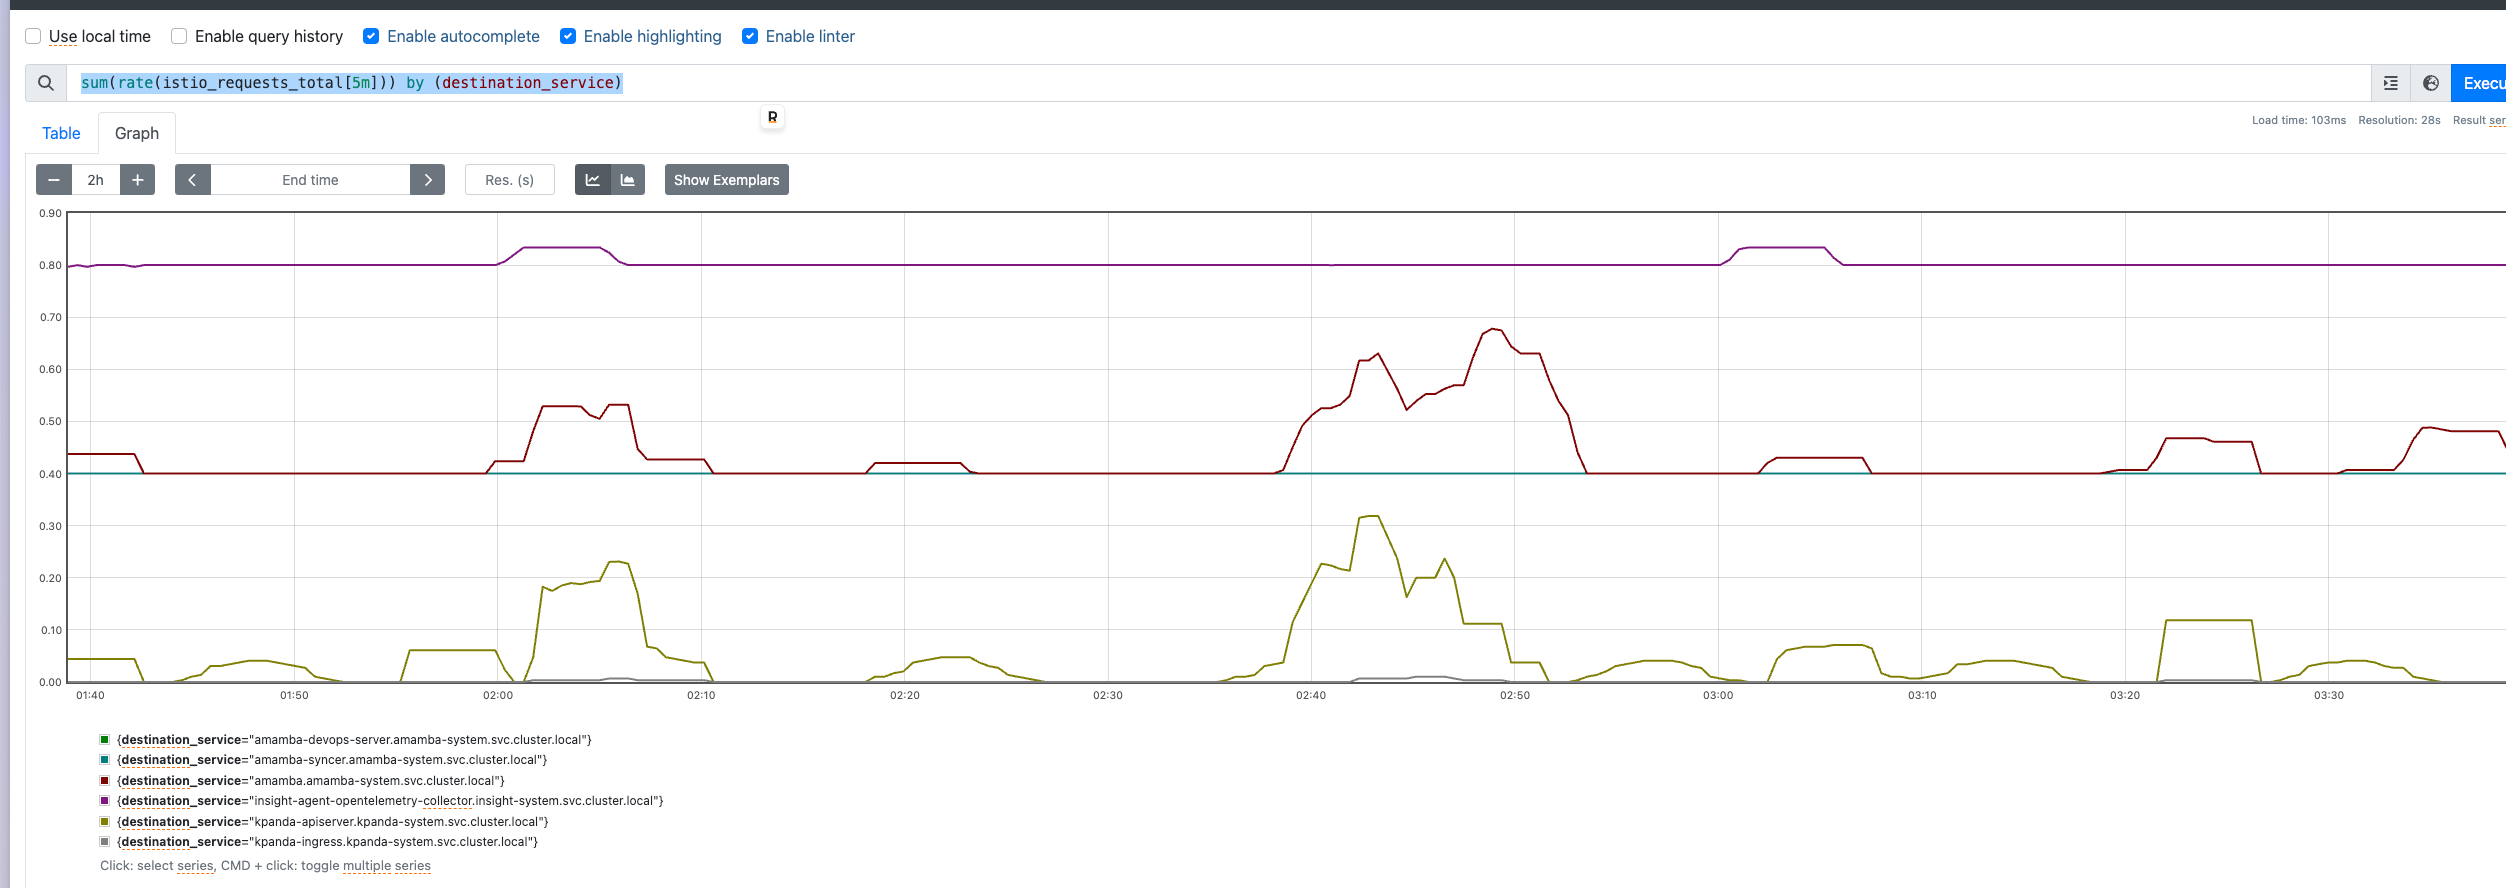 Use local time Enable query history Enable autocomplete Enable highlighting Enable linter
sum(rate(istio_requests_total[5m])) by (destination_service)
Execu
R
Table Graph
Load time: 103ms Resolution: 28s Result ser
2h End time Res. (s) Show Exemplars
0.90
0.80
0.70
0.60
0.50
0.40
0.30
0.20
0.10
0.00
01:40 01:50 02:00 02:10 02:20 02:30 02:40 02:50 03:00 03:10 03:20 03:30
{destination_service="amamba-devops-server.amamba-system.svc.cluster.local"}
{destination_service="amamba-syncer.amamba-system.svc.cluster.local"}
{destination_service="amamba.amamba-system.svc.cluster.local"}
{destination_service="insight-agent-opentelemetry-collector.insight-system.svc.cluster.local"}
{destination_service="kpanda-apiserver.kpanda-system.svc.cluster.local"}
{destination_service="kpanda-ingress.kpanda-system.svc.cluster.local"}
Click: select series, CMD + click: toggle multiple series